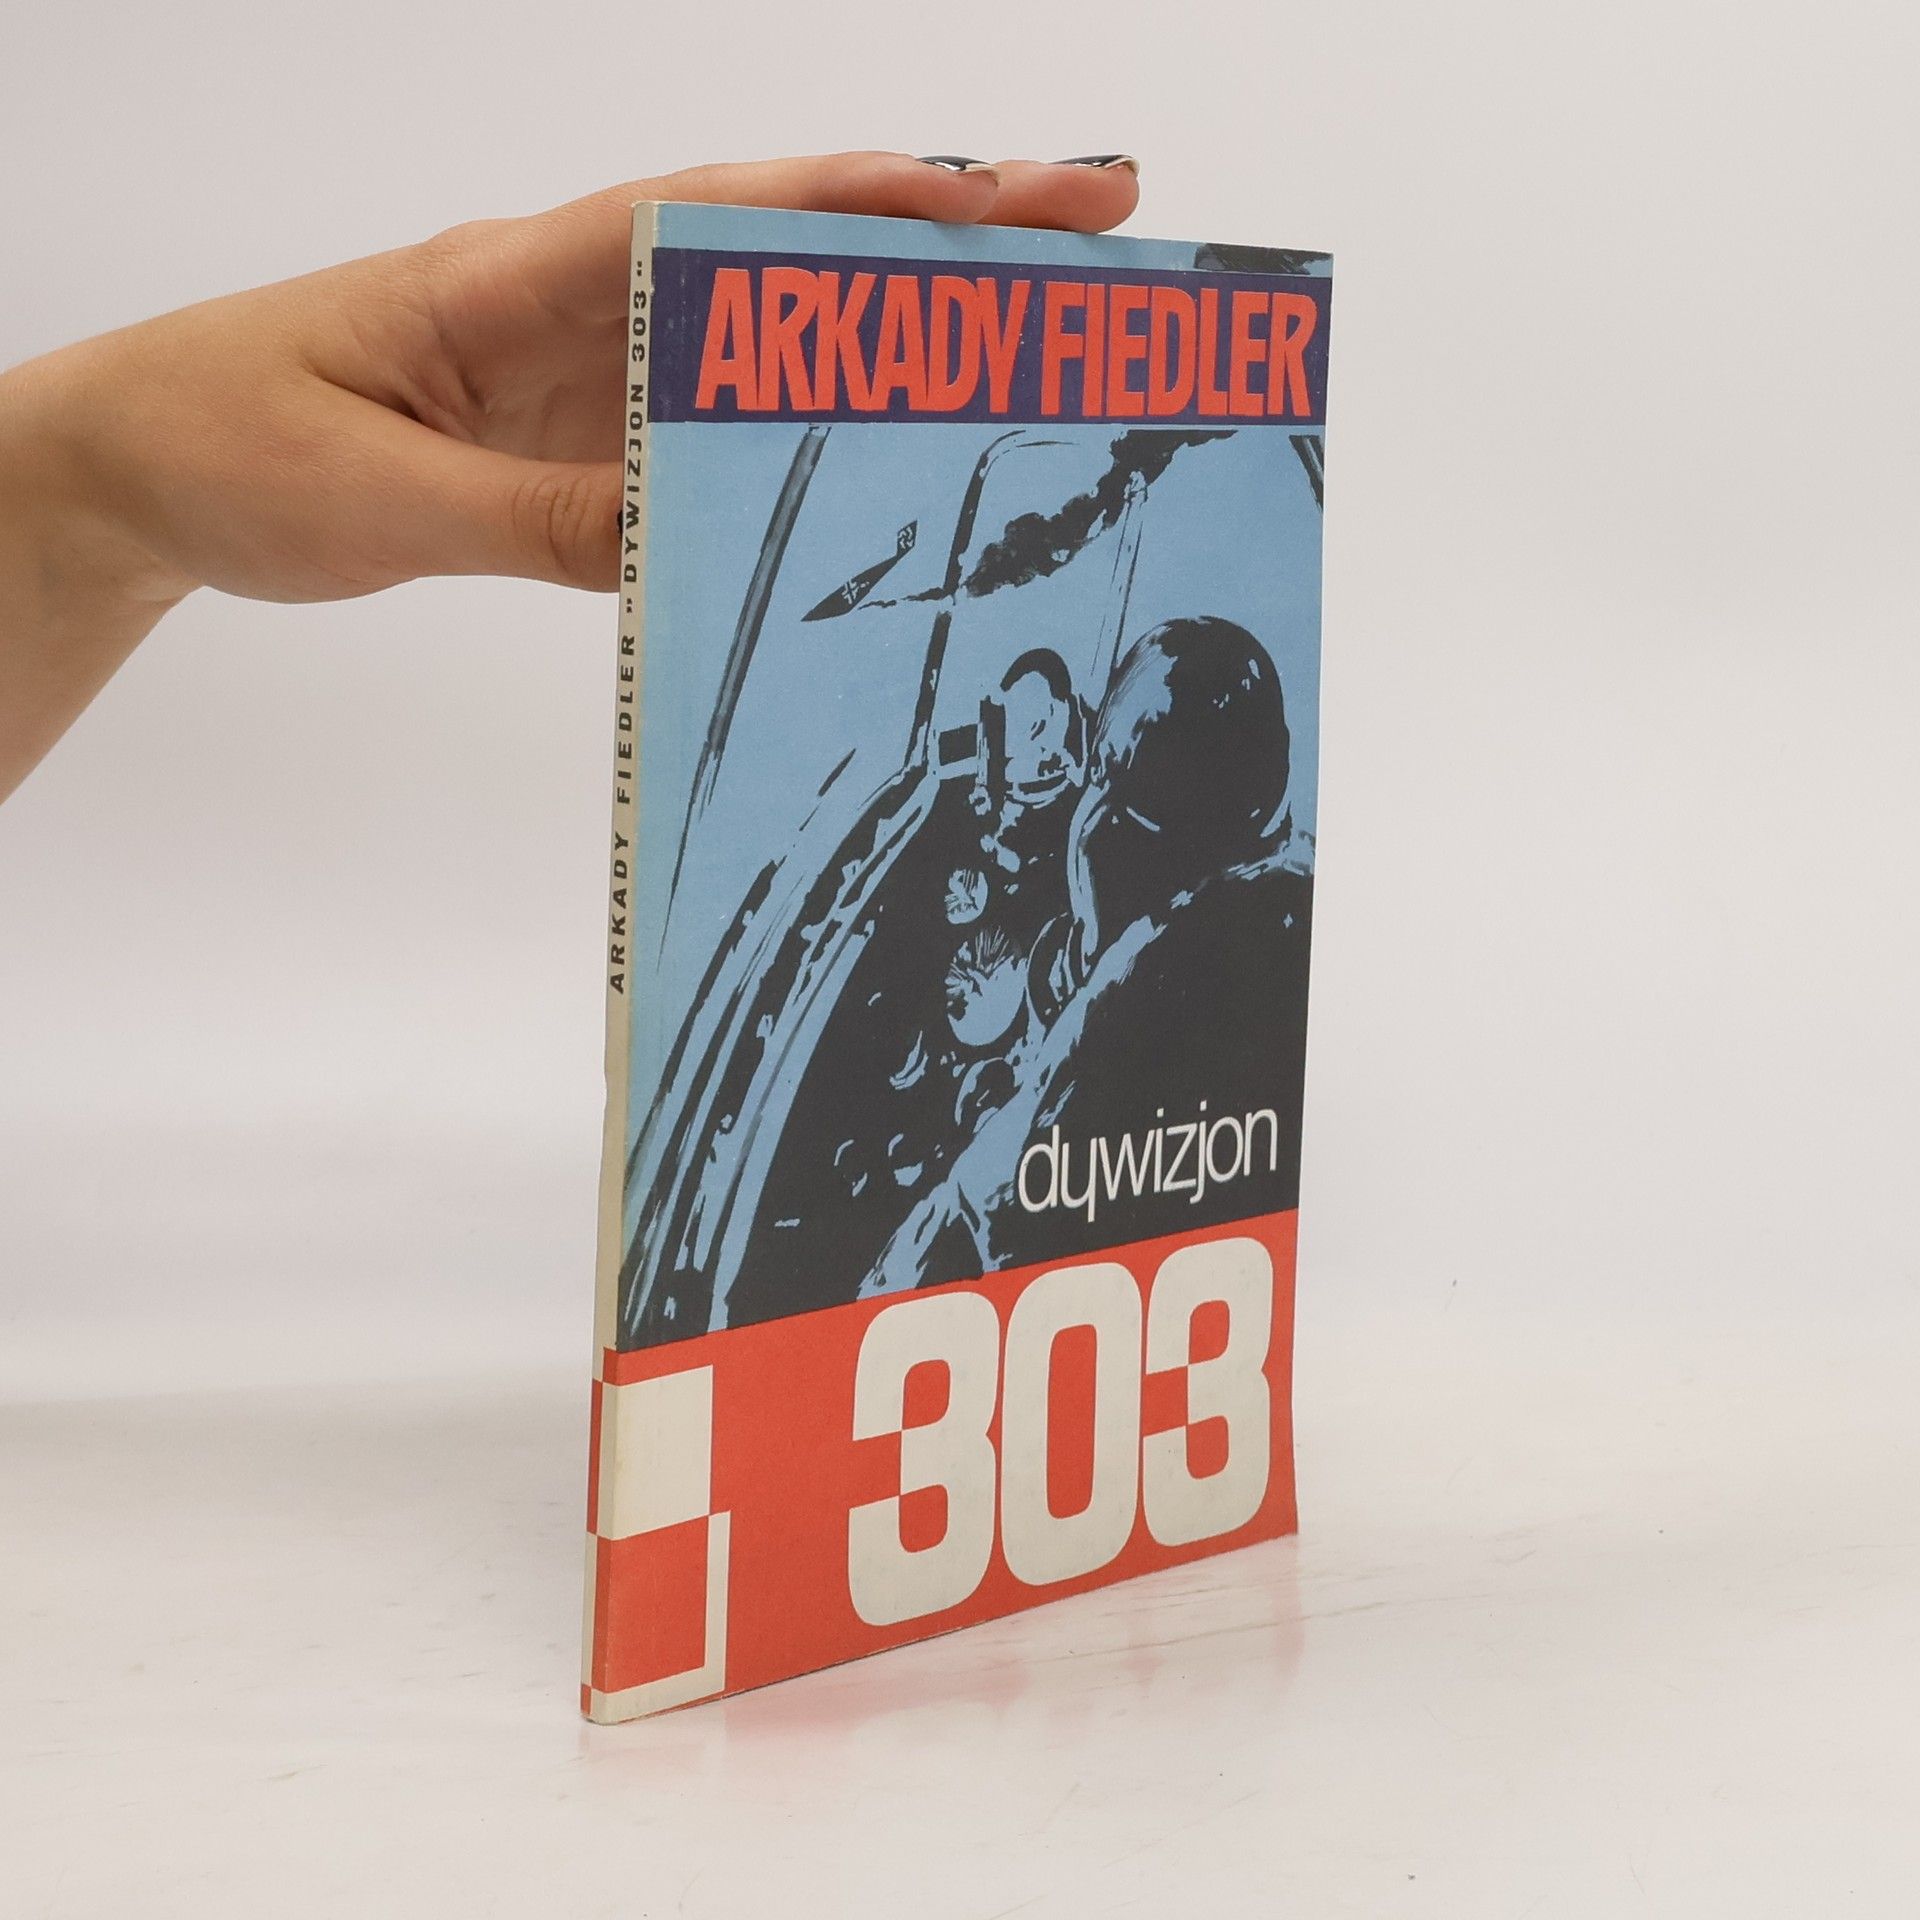 ARKADY FIEDLER
dywizjon
303
ARKADY FIEDLER „DYWIZJON 303“